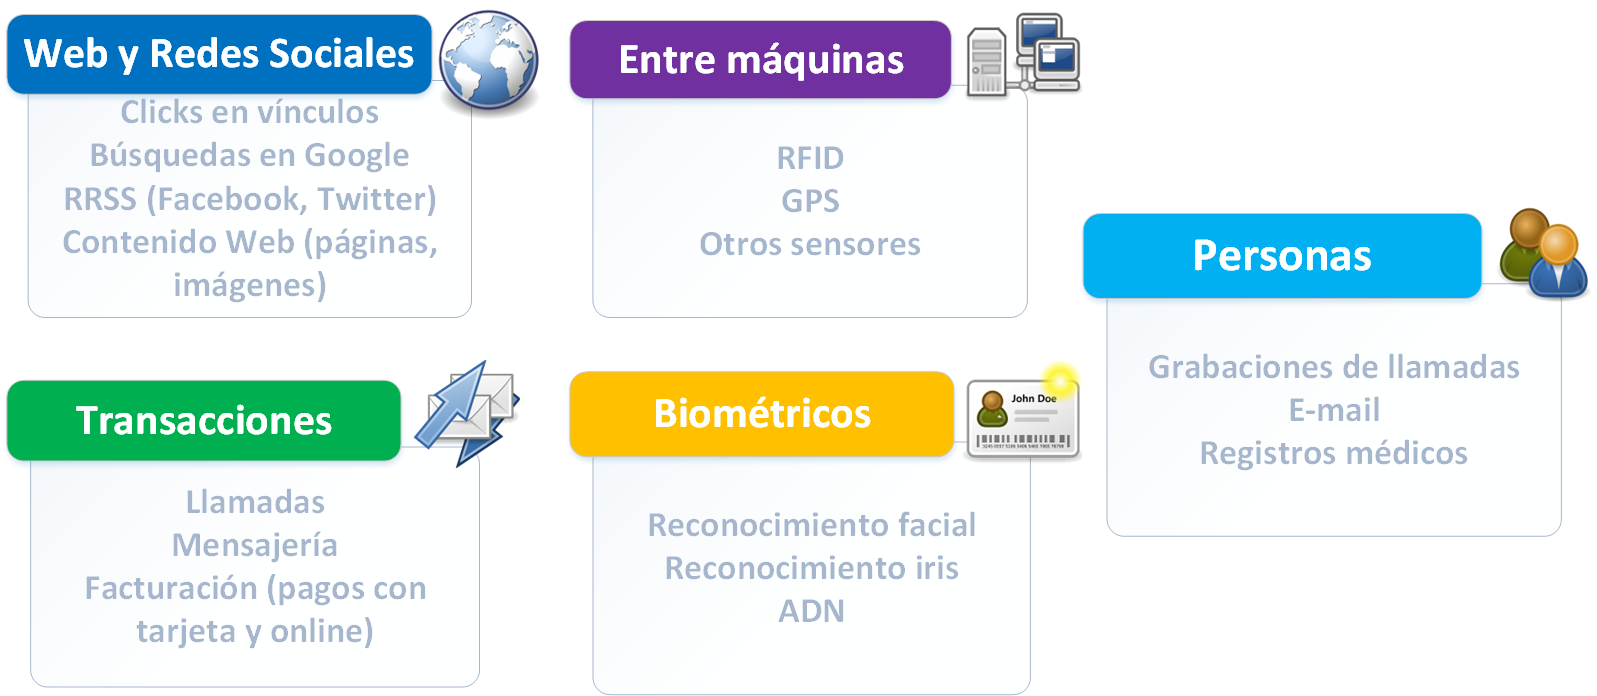 Web y Redes Sociales
Clicks en vínculos
Búsquedas en Google
RRSS (Facebook, Twitter)
Contenido Web (páginas,
imágenes)
Entre máquinas
RFID
GPS
Otros sensores
Personas
Grabaciones de llamadas
E-mail
Registros médicos
Transacciones
Llamadas
Mensajería
Facturación (pagos con
tarjeta y online)
Biométricos
John Doe
Reconocimiento facial
Reconocimiento iris
ADN